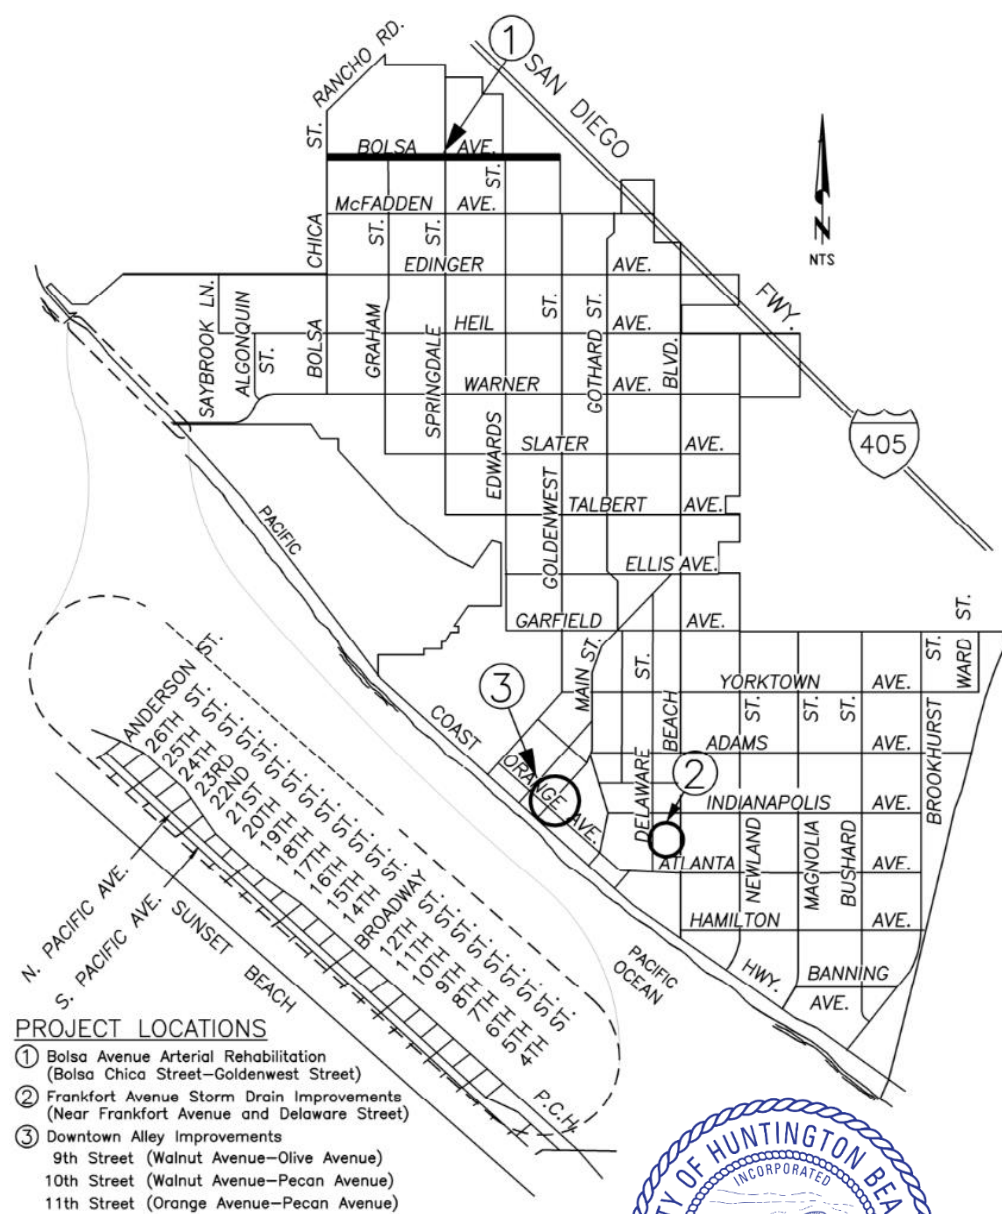 RANCHO RD.
1
SAN DIEGO
ST.
BOLSA AVE.
ST.
N
NTS
McFADDEN AVE.
CHICA
ST.
ST.
EDINGER AVE.
SAYBROOK LN.
ALGONQUIN
ST.
BOLSA
GRAHAM
SPRINGDALE
HEIL AVE.
ST.
GOTHARD ST.
BLVD.
FWY.
WARNER AVE.
405
EDWARDS
SLATER AVE.
GOLDENWEST
TALBERT AVE.
PACIFIC
ELLIS AVE.
GARFIELD AVE.
ST.
ST.
WARD
MAIN ST.
ST.
YORKTOWN AVE.
3
COAST
BEACH
ST.
ST.
ST.
BROOKHURST
ADAMS AVE.
ORANGE AVE.
2
DELAWARE
INDIANAPOLIS AVE.
NEWLAND
MAGNOLIA
BUSHARD
ATLANTA AVE.
HAMILTON AVE.
PACIFIC
OCEAN
HWY.
BANNING
AVE.
ANDERSON ST.
26TH ST.
25TH ST.
24TH ST.
23RD ST.
22ND ST.
21ST ST.
20TH ST.
19TH ST.
18TH ST.
17TH ST.
16TH ST.
15TH ST.
14TH ST.
BROADWAY
12TH ST.
11TH ST.
10TH ST.
9TH ST.
8TH ST.
7TH ST.
6TH ST.
5TH ST.
4TH ST
N. PACIFIC AVE.
S. PACIFIC AVE.
SUNSET BEACH
P.C.H.
PROJECT LOCATIONS
1 Bolsa Avenue Arterial Rehabilitation
(Bolsa Chica Street–Goldenwest Street)
2 Frankfort Avenue Storm Drain Improvements
(Near Frankfort Avenue and Delaware Street)
3 Downtown Alley Improvements
9th Street (Walnut Avenue–Olive Avenue)
10th Street (Walnut Avenue–Pecan Avenue)
11th Street (Orange Avenue–Pecan Avenue)
TY OF HUNTINGTON BEA
INCORPORATED